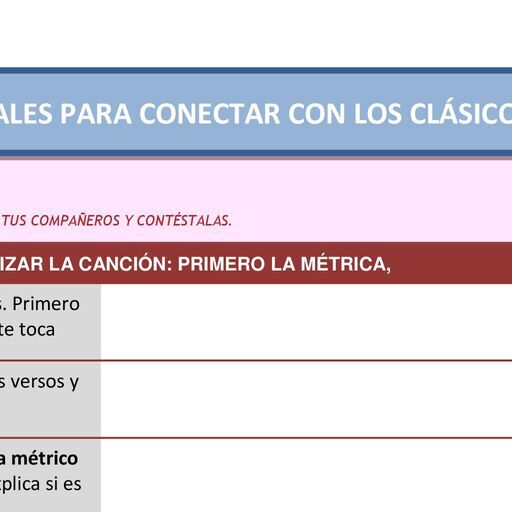 ALES PARA CONECTAR CON LOS CLÁSICO
TUS COMPAÑEROS Y CONTÉSTALAS.
IZAR LA CANCIÓN: PRIMERO LA MÉTRICA,
s. Primero
te toca
s versos y
a métrico
plica si es